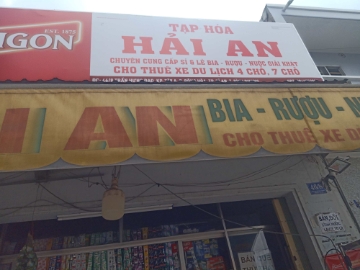 EST. 1875
IGON
TẠP HÓA
HẢI AN
CHUYÊN CUNG CẤP SỈ & LẺ BIA - RƯỢU - NƯỚC GIẢI KHÁT
CHO THUÊ XE DU LỊCH 4 CHỖ, 7 CHỖ
I AN
BIA - RƯỢU -
CHO THUÊ XE D
BÁN